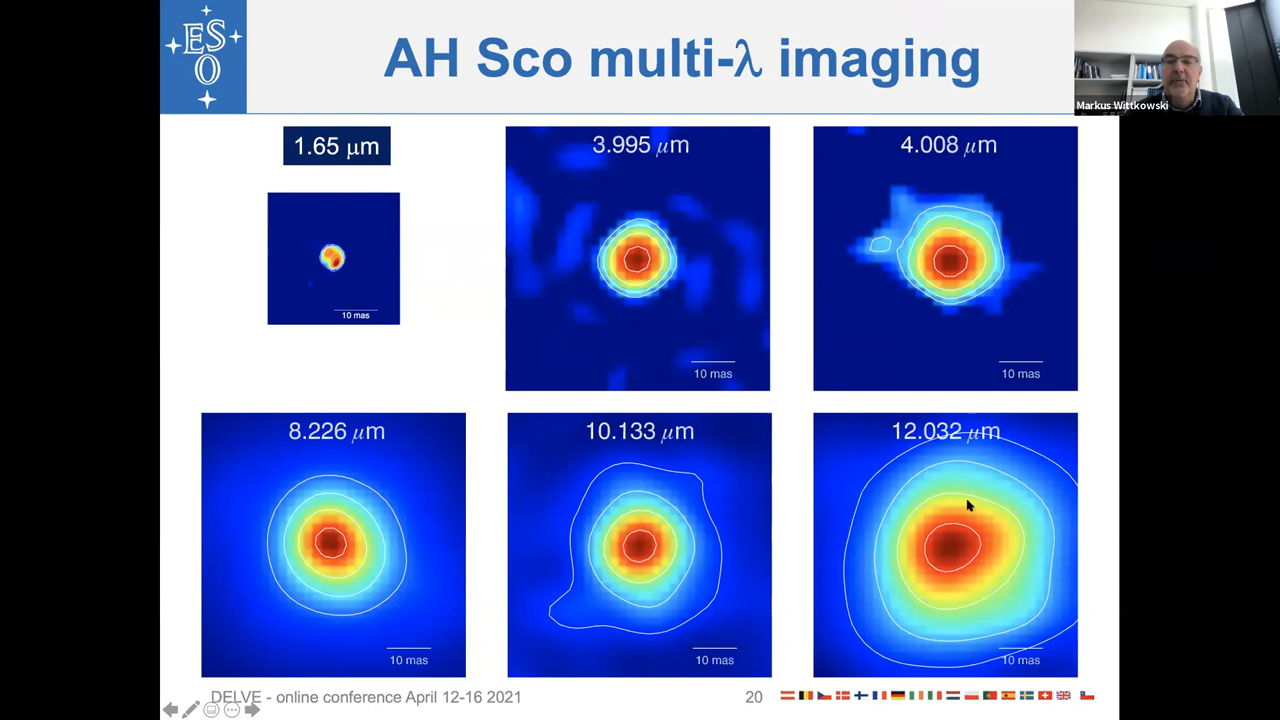 ES
O
AH Sco multi-λ imaging
Markus Wittkowski
1.65 μm
3.995 μm
4.008 μm
10 mas
10 mas
10 mas
8.226 μm
10.133 μm
12.032 μm
10 mas
10 mas
10 mas
DELVE - online conference April 12-16 2021
20